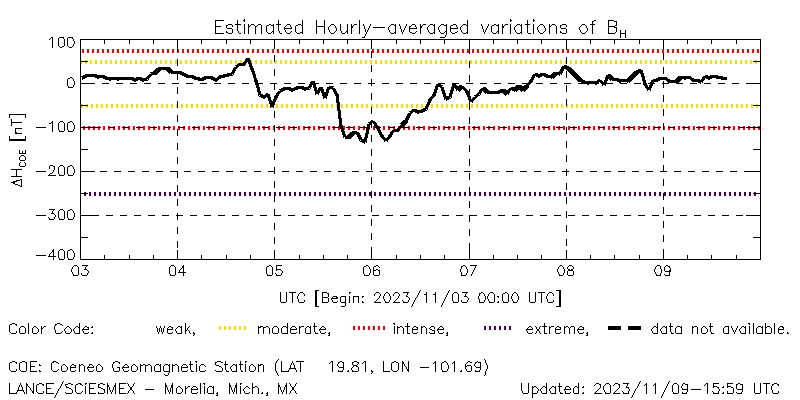 Estimated Hourly-averaged variations of B_H
100
0
-100
-200
-300
-400
ΔH_COE [nT]
03 04 05 06 07 08 09
UTC [Begin: 2023/11/03 00:00 UTC]
Color Code: weak, moderate, intense, extreme, data not available.
COE: Coeneo Geomagnetic Station (LAT 19.81, LON -101.69)
LANCE/SCiESMEX - Morelia, Mich., MX Updated: 2023/11/09-15:59 UTC